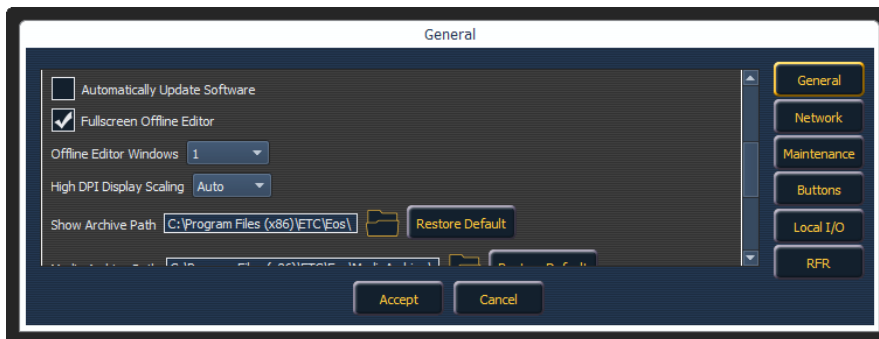 General
Automatically Update Software
Fullscreen Offline Editor
Offline Editor Windows 1
High DPI Display Scaling Auto
Show Archive Path C:\Program Files (x86)\ETC\Eos\ Restore Default
General
Network
Maintenance
Buttons
Local I/O
RFR
Accept Cancel